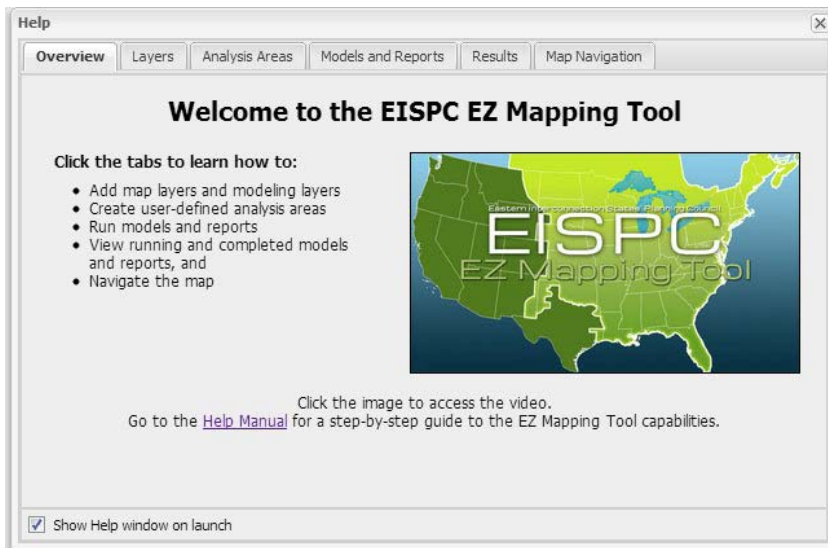 Help
Overview Layers Analysis Areas Models and Reports Results Map Navigation
Welcome to the EISPC EZ Mapping Tool
Click the tabs to learn how to:
• Add map layers and modeling layers
• Create user-defined analysis areas
• Run models and reports
• View running and completed models
and reports, and
• Navigate the map
Eastern Interconnection States Planning Council
EISPC
EZ Mapping Tool
Click the image to access the video.
Go to the Help Manual for a step-by-step guide to the EZ Mapping Tool capabilities.
Show Help window on launch